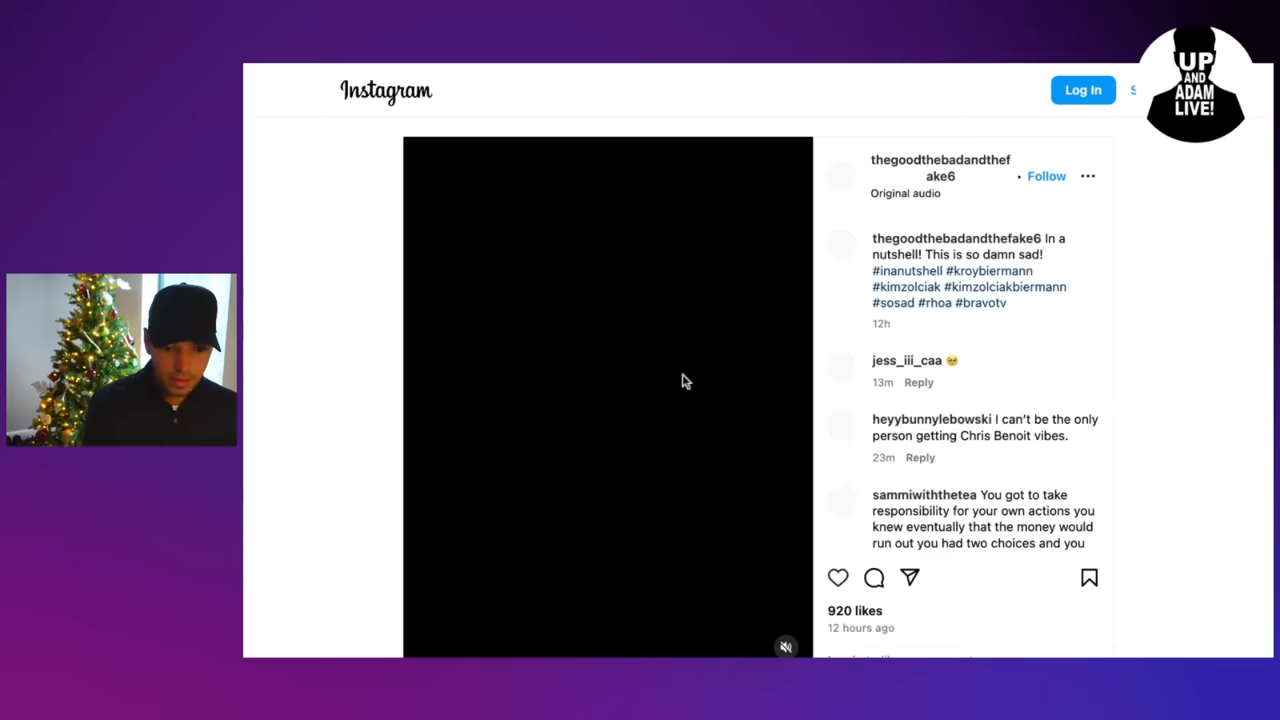 Instagram
Log In
UP
AND
ADAM
LIVE!
thegoodthebadandthef
ake6
• Follow
Original audio
thegoodthebadandthefake6 In a
nutshell! This is so damn sad!
#inanutshell #kroybiermann
#kimzolciak #kimzolciakbiermann
#sosad #rhoa #bravotv
12h
jess_iii_caa 🥹
13m Reply
heyybunnylebowski I can't be the only
person getting Chris Benoit vibes.
23m Reply
sammiwiththetea You got to take
responsibility for your own actions you
knew eventually that the money would
run out you had two choices and you
920 likes
12 hours ago